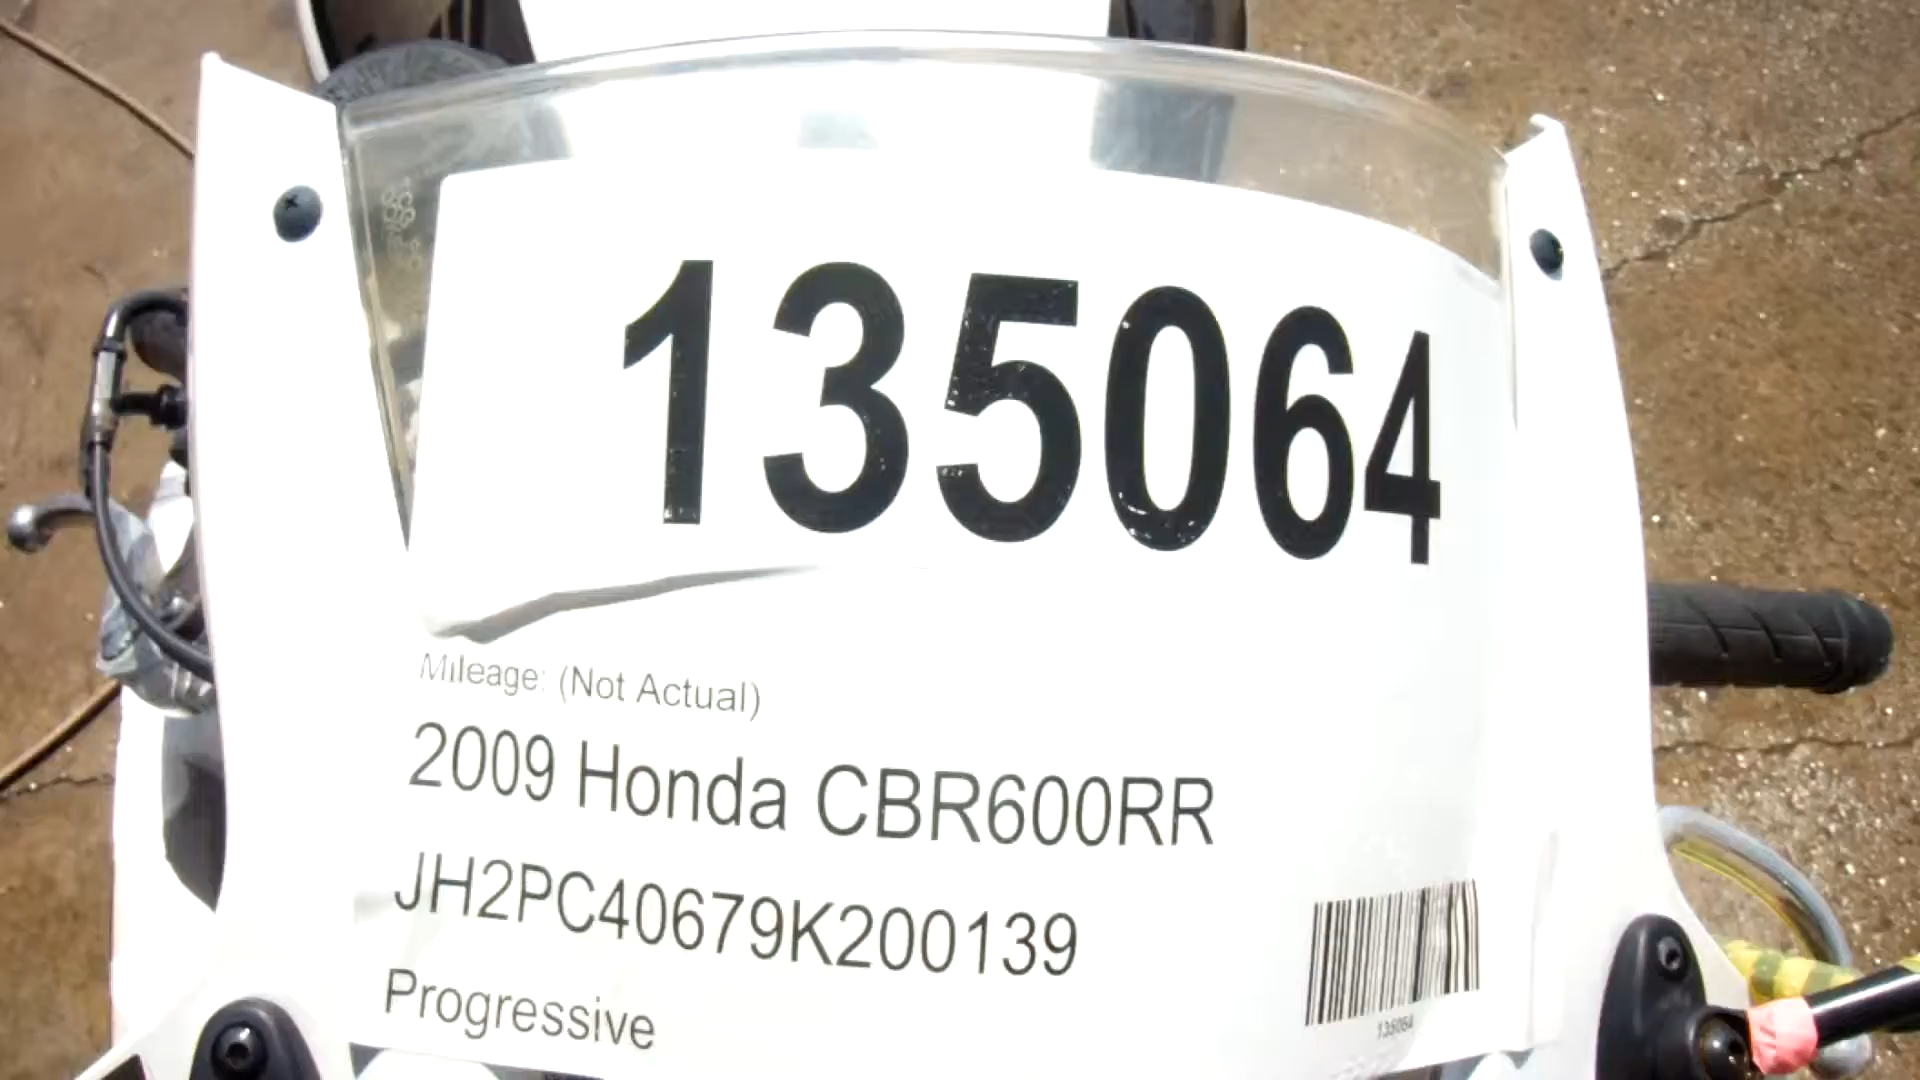 135064
Mileage: (Not Actual)
2009 Honda CBR600RR
JH2PC40679K200139
Progressive
135064